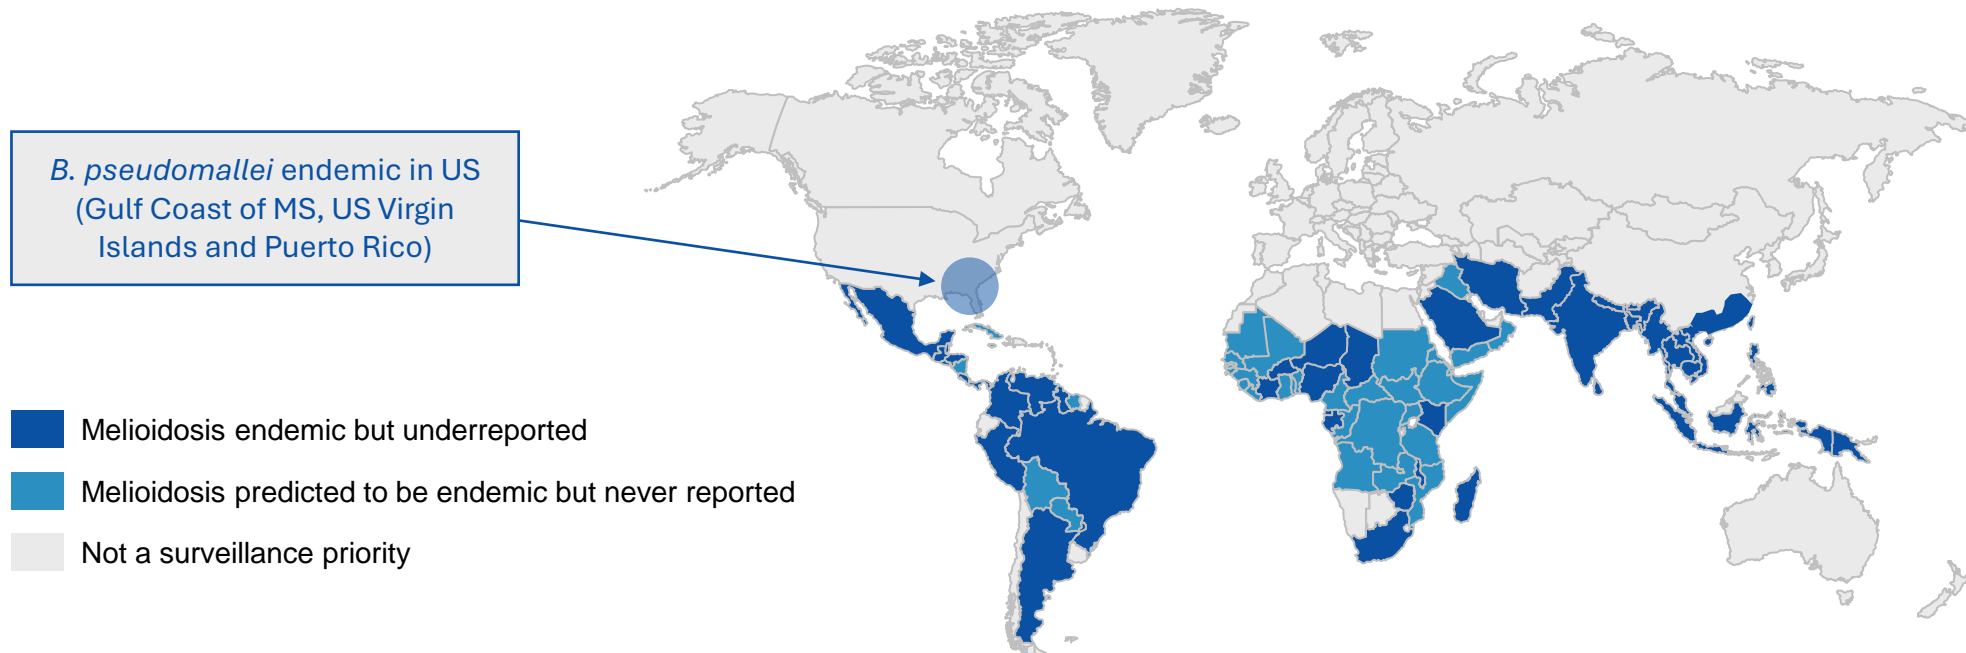 B. pseudomallei endemic in US
(Gulf Coast of MS, US Virgin
Islands and Puerto Rico)
Melioidosis endemic but underreported
Melioidosis predicted to be endemic but never reported
Not a surveillance priority